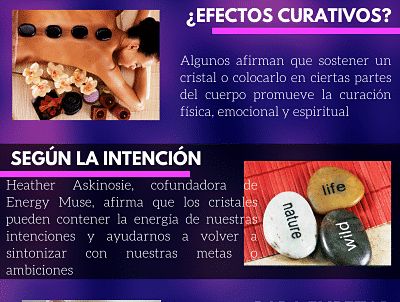 ¿EFECTOS CURATIVOS?
Algunos afirman que sostener un
cristal o colocarlo en ciertas partes
del cuerpo promueve la curación
física, emocional y espiritual
SEGÚN LA INTENCIÓN
Heather Askinosie, cofundadora de
Energy Muse, afirma que los cristales
pueden contener la energía de nuestras
intenciones y ayudarnos a volver a
sintonizar con nuestras metas o
ambiciones
life
nature
wild